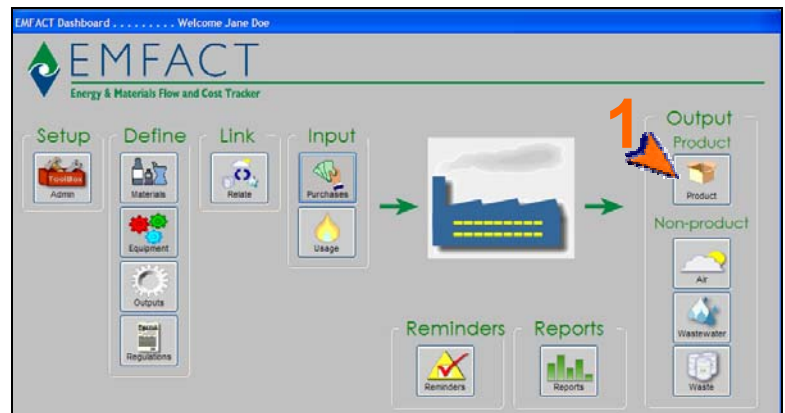 EMFACT Dashboard . . . . . . . . . Welcome Jane Doe
EMFACT
Energy & Materials Flow and Cost Tracker
Setup
ToolBox
Admin
Define
Materials
Equipment
Outputs
Regulations
Link
Relate
Input
Purchases
Usage
1
Output
Product
Product
Non-product
Air
Wastewater
Waste
Reminders
Reminders
Reports
Reports